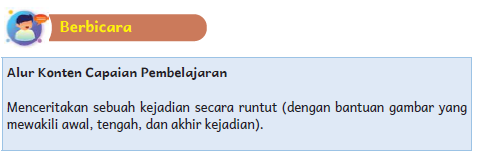 Berbicara
Alur Konten Capaian Pembelajaran
Menceritakan sebuah kejadian secara runtut (dengan bantuan gambar yang
mewakili awal, tengah, dan akhir kejadian).